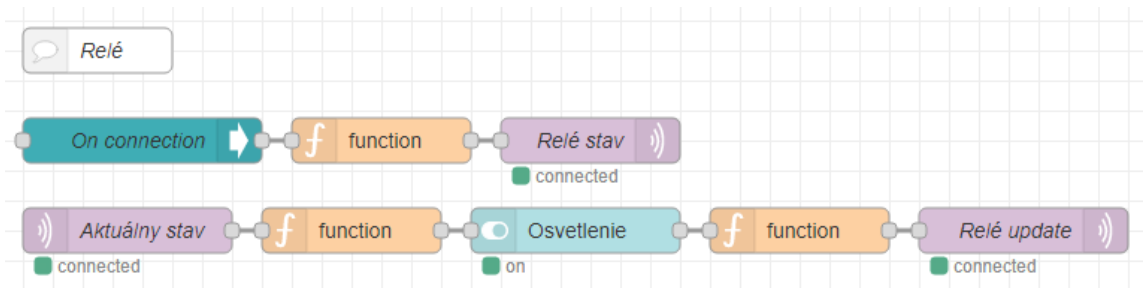 Relé
On connection
function
Relé stav
connected
Aktuálny stav
function
Osvetlenie
function
Relé update
connected
on
connected